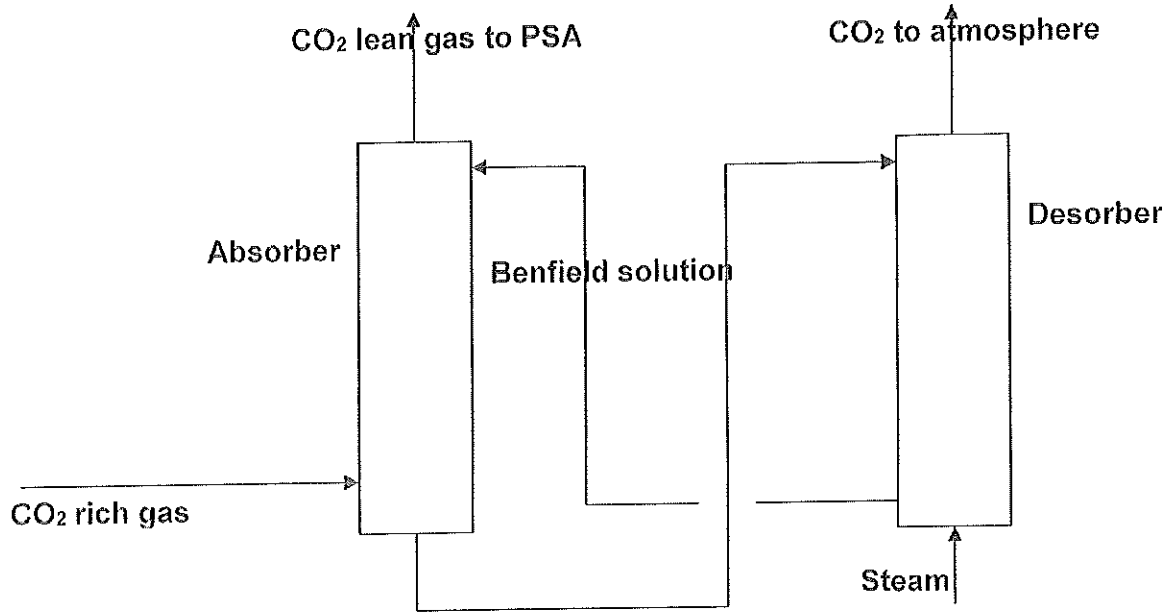 CO₂ lean gas to PSA
CO₂ to atmosphere
Desorber
Absorber
Benfield solution
CO₂ rich gas
Steam